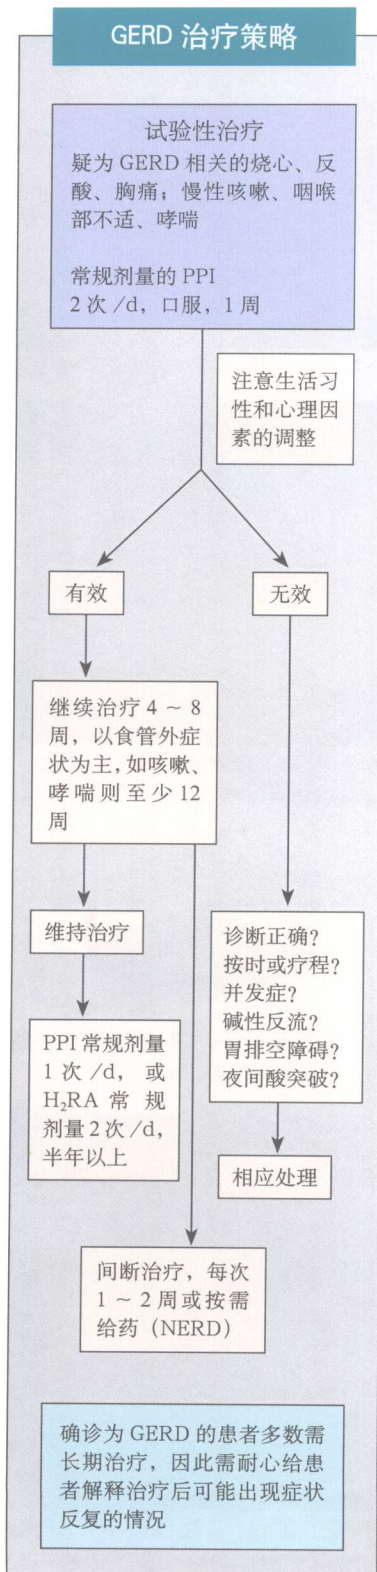 GERD 治疗策略
试验性治疗
疑为 GERD 相关的烧心、反
酸、胸痛；慢性咳嗽、咽喉
部不适、哮喘
常规剂量的 PPI
2 次 /d，口服，1 周
注意生活习
性和心理因
素的调整
有效
无效
继续治疗 4 ~ 8
周，以食管外症
状为主，如咳嗽、
哮喘则至少 12
周
维持治疗
诊断正确？
按时或疗程？
并发症？
碱性反流？
胃排空障碍？
夜间酸突破？
PPI 常规剂量
1 次 /d，或
H₂RA 常 规
剂量 2 次 /d，
半年以上
相应处理
间断治疗，每次
1 ~ 2 周或按需
给药（NERD）
确诊为 GERD 的患者多数需
长期治疗，因此需耐心给患
者解释治疗后可能出现症状
反复的情况